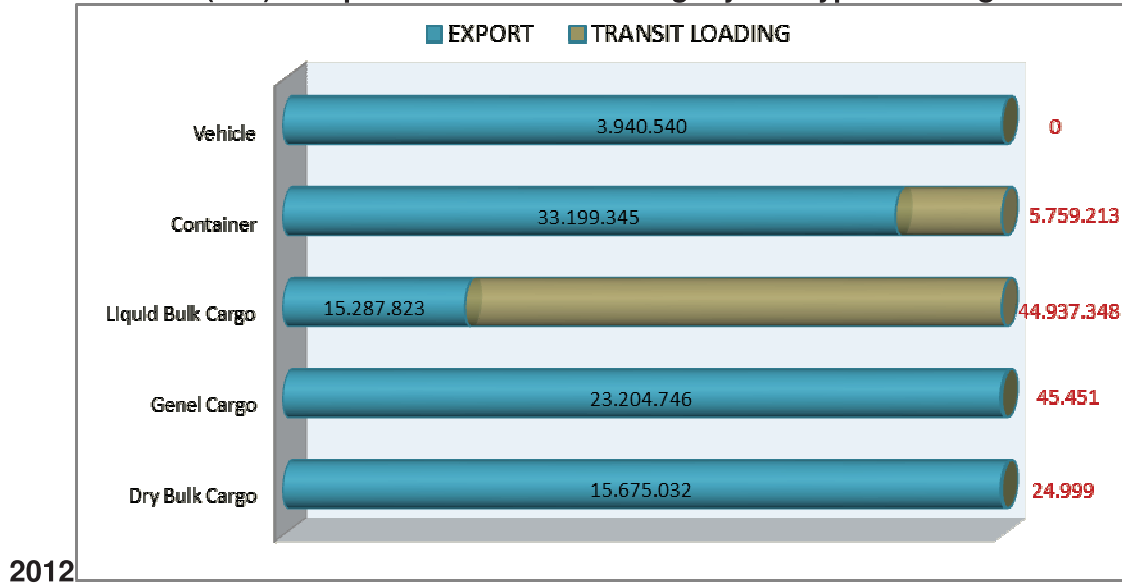 EXPORT TRANSIT LOADING
Vehicle 3.940.540 0
Container 33.199.345 5.759.213
Liquid Bulk Cargo 15.287.823 44.937.348
Genel Cargo 23.204.746 45.451
Dry Bulk Cargo 15.675.032 24.999
2012